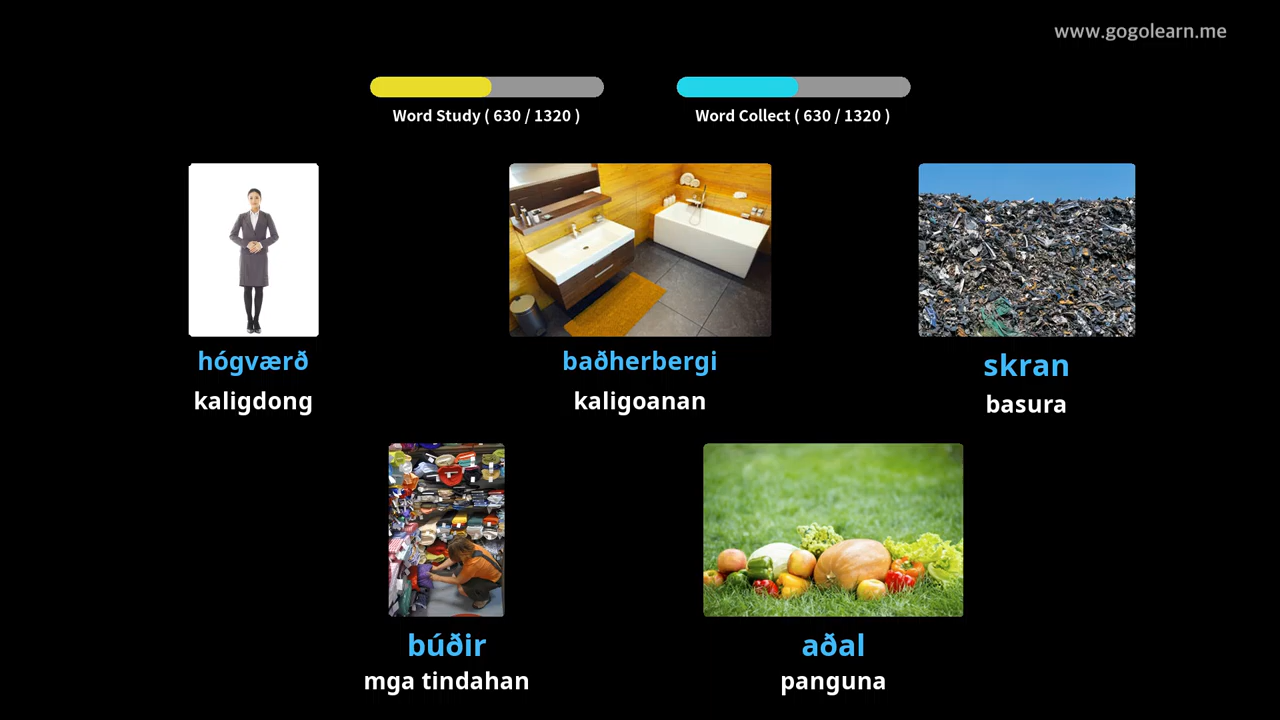 www.gogolearn.me
Word Study ( 630 / 1320 )
Word Collect ( 630 / 1320 )
hógværð
kaligdong
baðherbergi
kaligoanan
skran
basura
búðir
mga tindahan
aðal
panguna